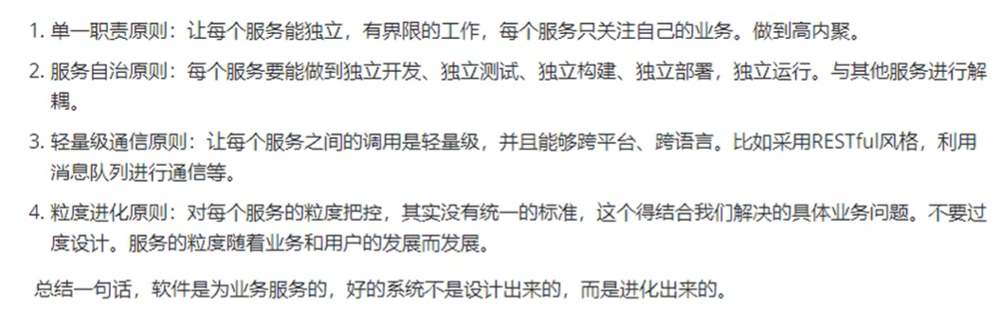 1. 单一职责原则：让每个服务能独立，有界限的工作，每个服务只关注自己的业务。做到高内聚。
2. 服务自治原则：每个服务要能做到独立开发、独立测试、独立构建、独立部署，独立运行。与其他服务进行解
耦。
3. 轻量级通信原则：让每个服务之间的调用是轻量级，并且能够跨平台、跨语言。比如采用RESTful风格，利用
消息队列进行通信等。
4. 粒度进化原则：对每个服务的粒度把控，其实没有统一的标准，这个得结合我们解决的具体业务问题。不要过
度设计。服务的粒度随着业务和用户的发展而发展。
总结一句话，软件是为业务服务的，好的系统不是设计出来的，而是进化出来的。